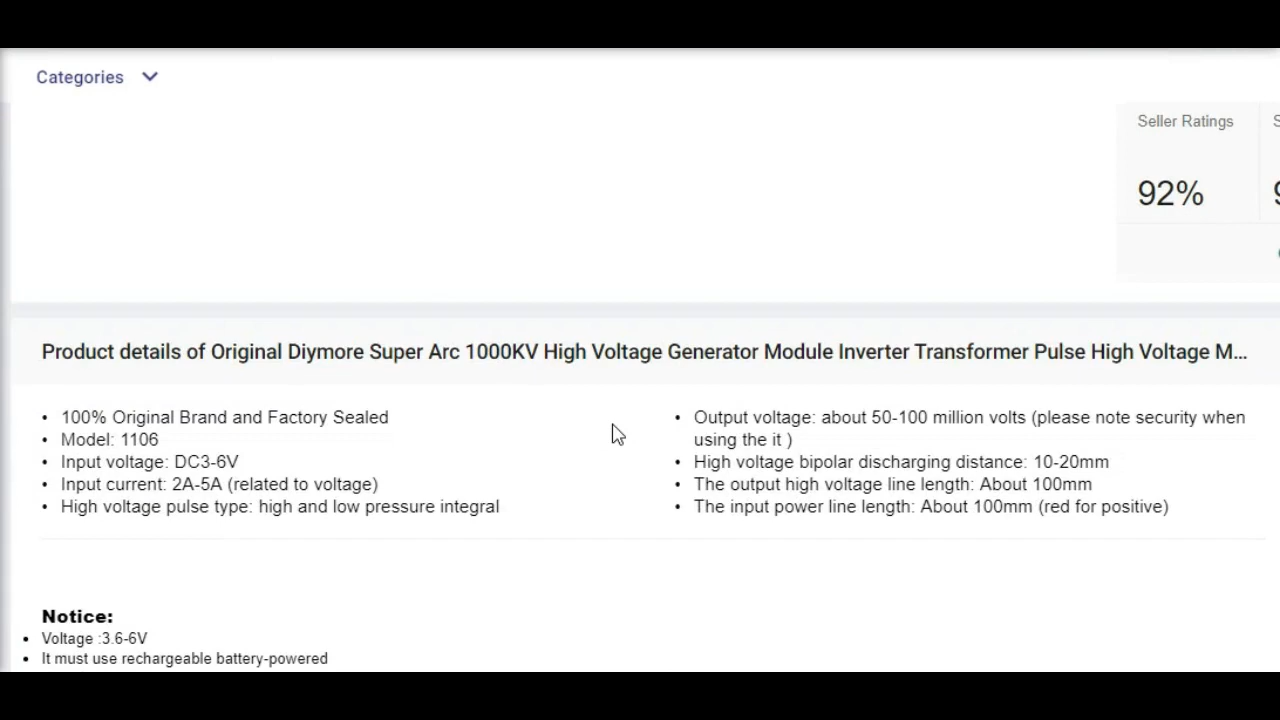 Categories
Seller Ratings
92%
Product details of Original Diymore Super Arc 1000KV High Voltage Generator Module Inverter Transformer Pulse High Voltage M...
• 100% Original Brand and Factory Sealed
• Model: 1106
• Input voltage: DC3-6V
• Input current: 2A-5A (related to voltage)
• High voltage pulse type: high and low pressure integral
• Output voltage: about 50-100 million volts (please note security when
using the it )
• High voltage bipolar discharging distance: 10-20mm
• The output high voltage line length: About 100mm
• The input power line length: About 100mm (red for positive)
Notice:
• Voltage :3.6-6V
• It must use rechargeable battery-powered